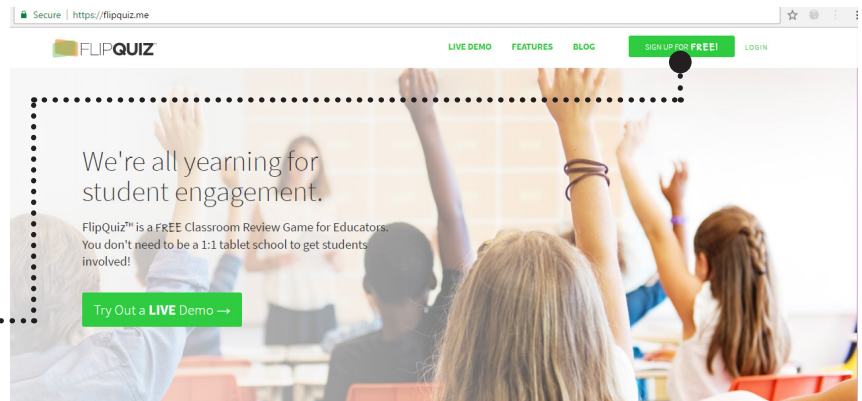 Secure | https://flipquiz.me
FLIPQUIZ™
LIVE DEMO FEATURES BLOG SIGN UP FOR FREE! LOGIN
We're all yearning for
student engagement.
FlipQuiz™ is a FREE Classroom Review Game for Educators.
You don't need to be a 1:1 tablet school to get students
involved!
Try Out a LIVE Demo →